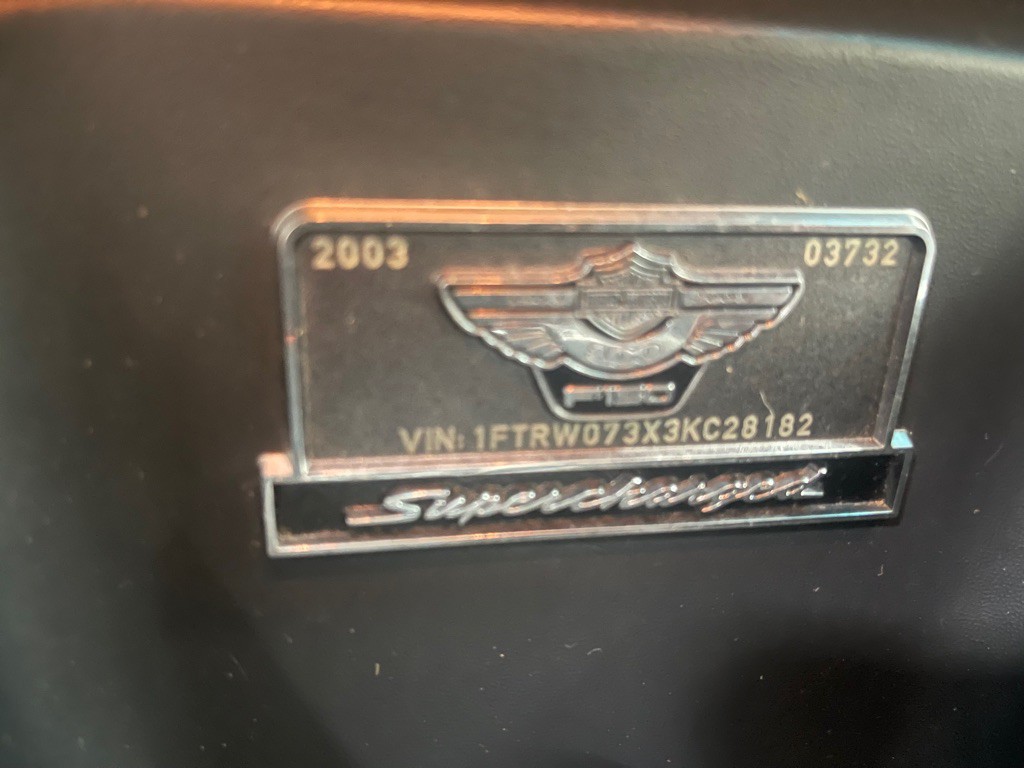 2003 03732
F150
VIN: 1FTRW073X3KC28182
Supercharged